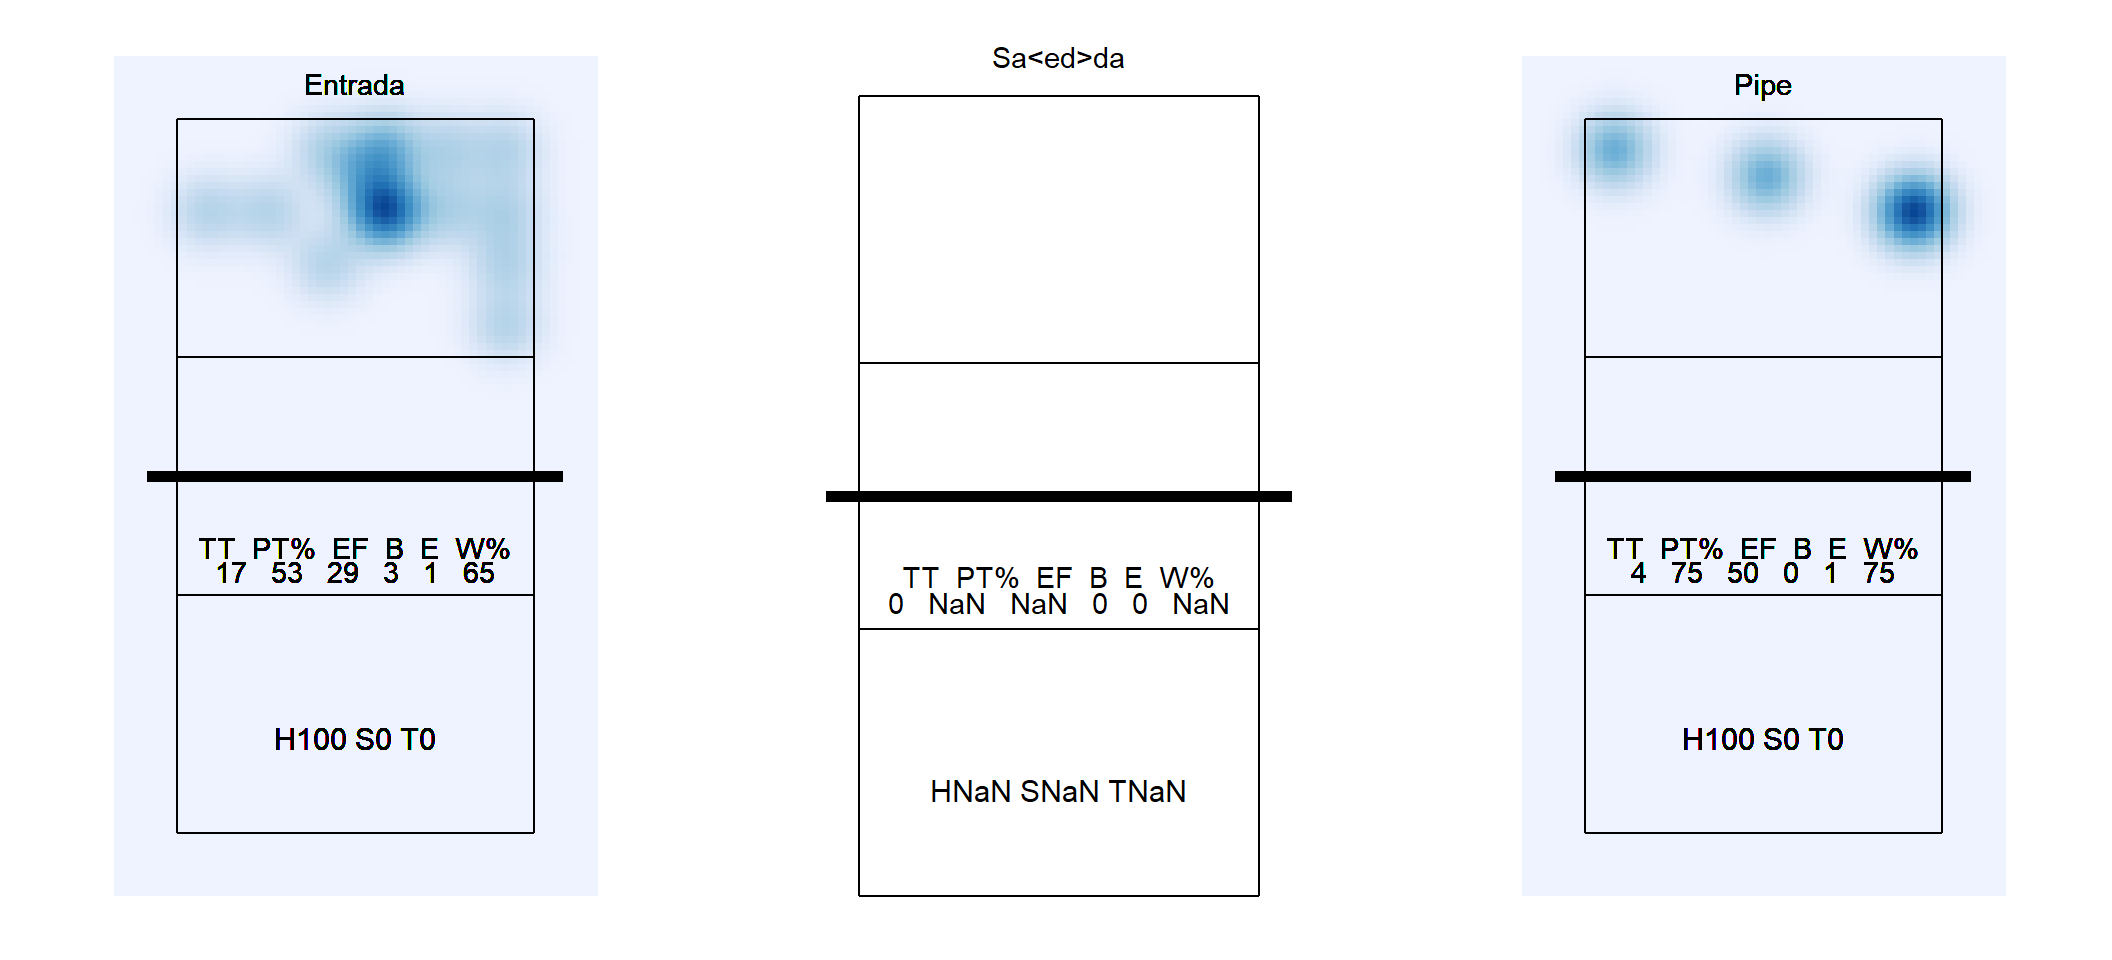 Entrada
TT PT% EF B E W%
17 53 29 3 1 65
H100 S0 T0
Sa<ed>da
TT PT% EF B E W%
0 NaN NaN 0 0 NaN
HNaN SNaN TNaN
Pipe
TT PT% EF B E W%
4 75 50 0 1 75
H100 S0 T0